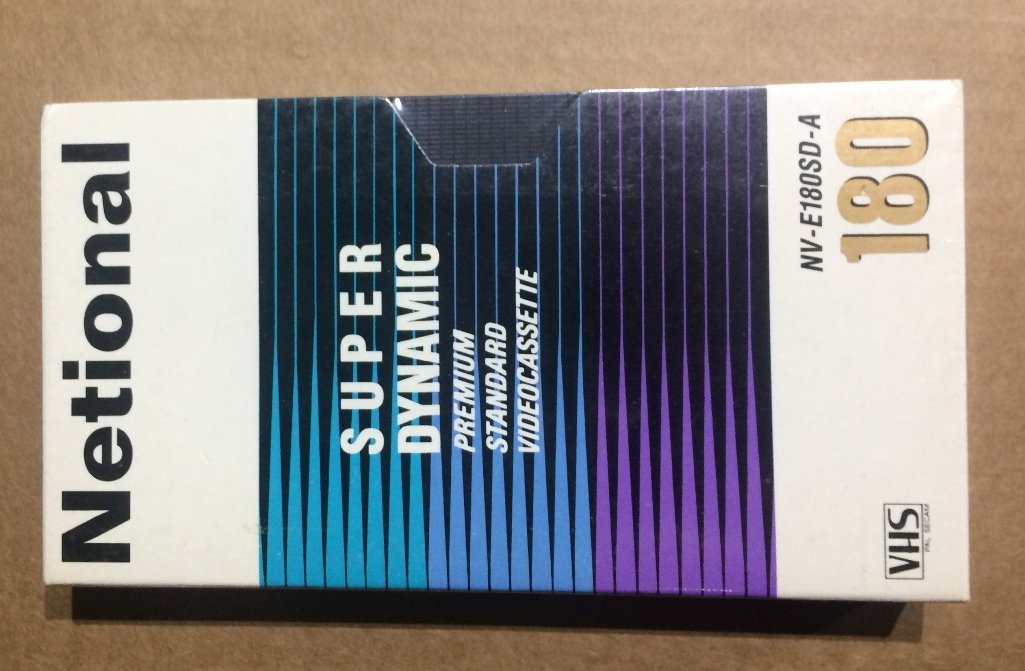 Netional
SUPER
DYNAMIC
PREMIUM
STANDARD
VIDEOCASSETTE
NV-E180SD-A
180
VHS
PAL SECAM